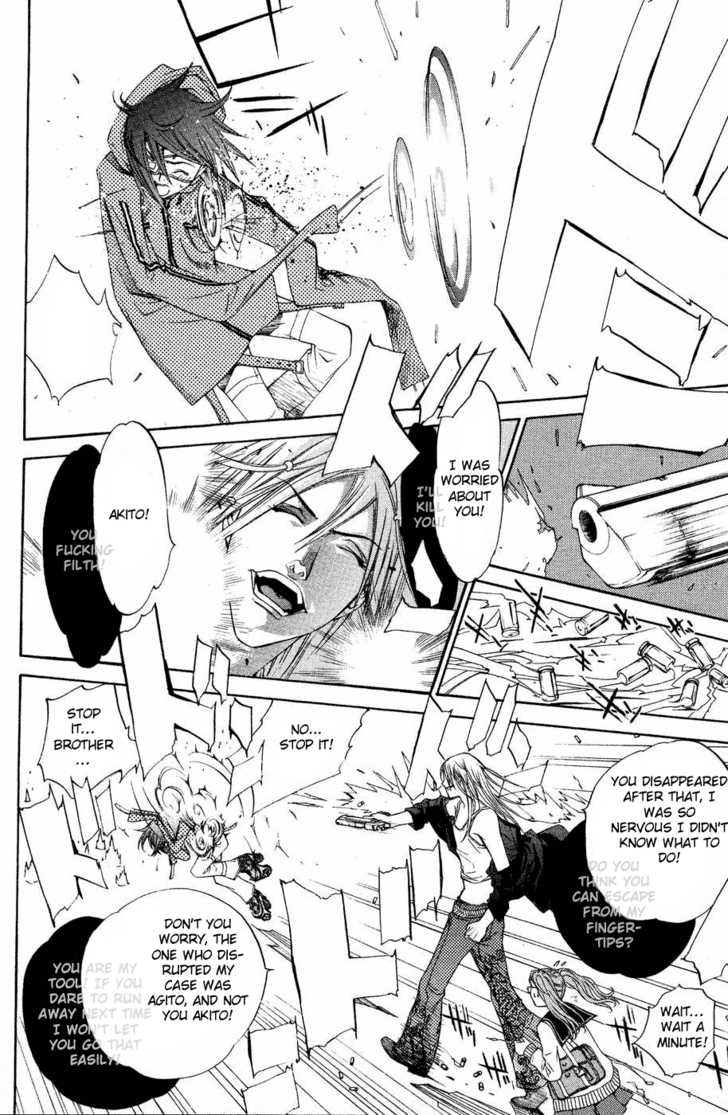 I WAS
WORRIED
ABOUT
YOU!
I'LL
KILL
YOU!
AKITO!
YOU
FUCKING
FILTH!
YOU DISAPPEARED
AFTER THAT, I
WAS SO
NERVOUS I DIDN'T
KNOW WHAT TO
DO!
DO YOU
THINK YOU
CAN ESCAPE
FROM MY
FINGER-
TIPS?
WAIT...
WAIT A
MINUTE!
NO...
STOP IT!
STOP
IT...
BROTHER
...
DON'T YOU
WORRY, THE
ONE WHO DIS-
RUPTED MY
CASE WAS
AGITO, AND NOT
YOU AKITO!
YOU ARE MY
TOOL! IF YOU
DARE TO RUN
AWAY NEXT TIME
I WON'T LET
YOU GO THAT
EASILY!